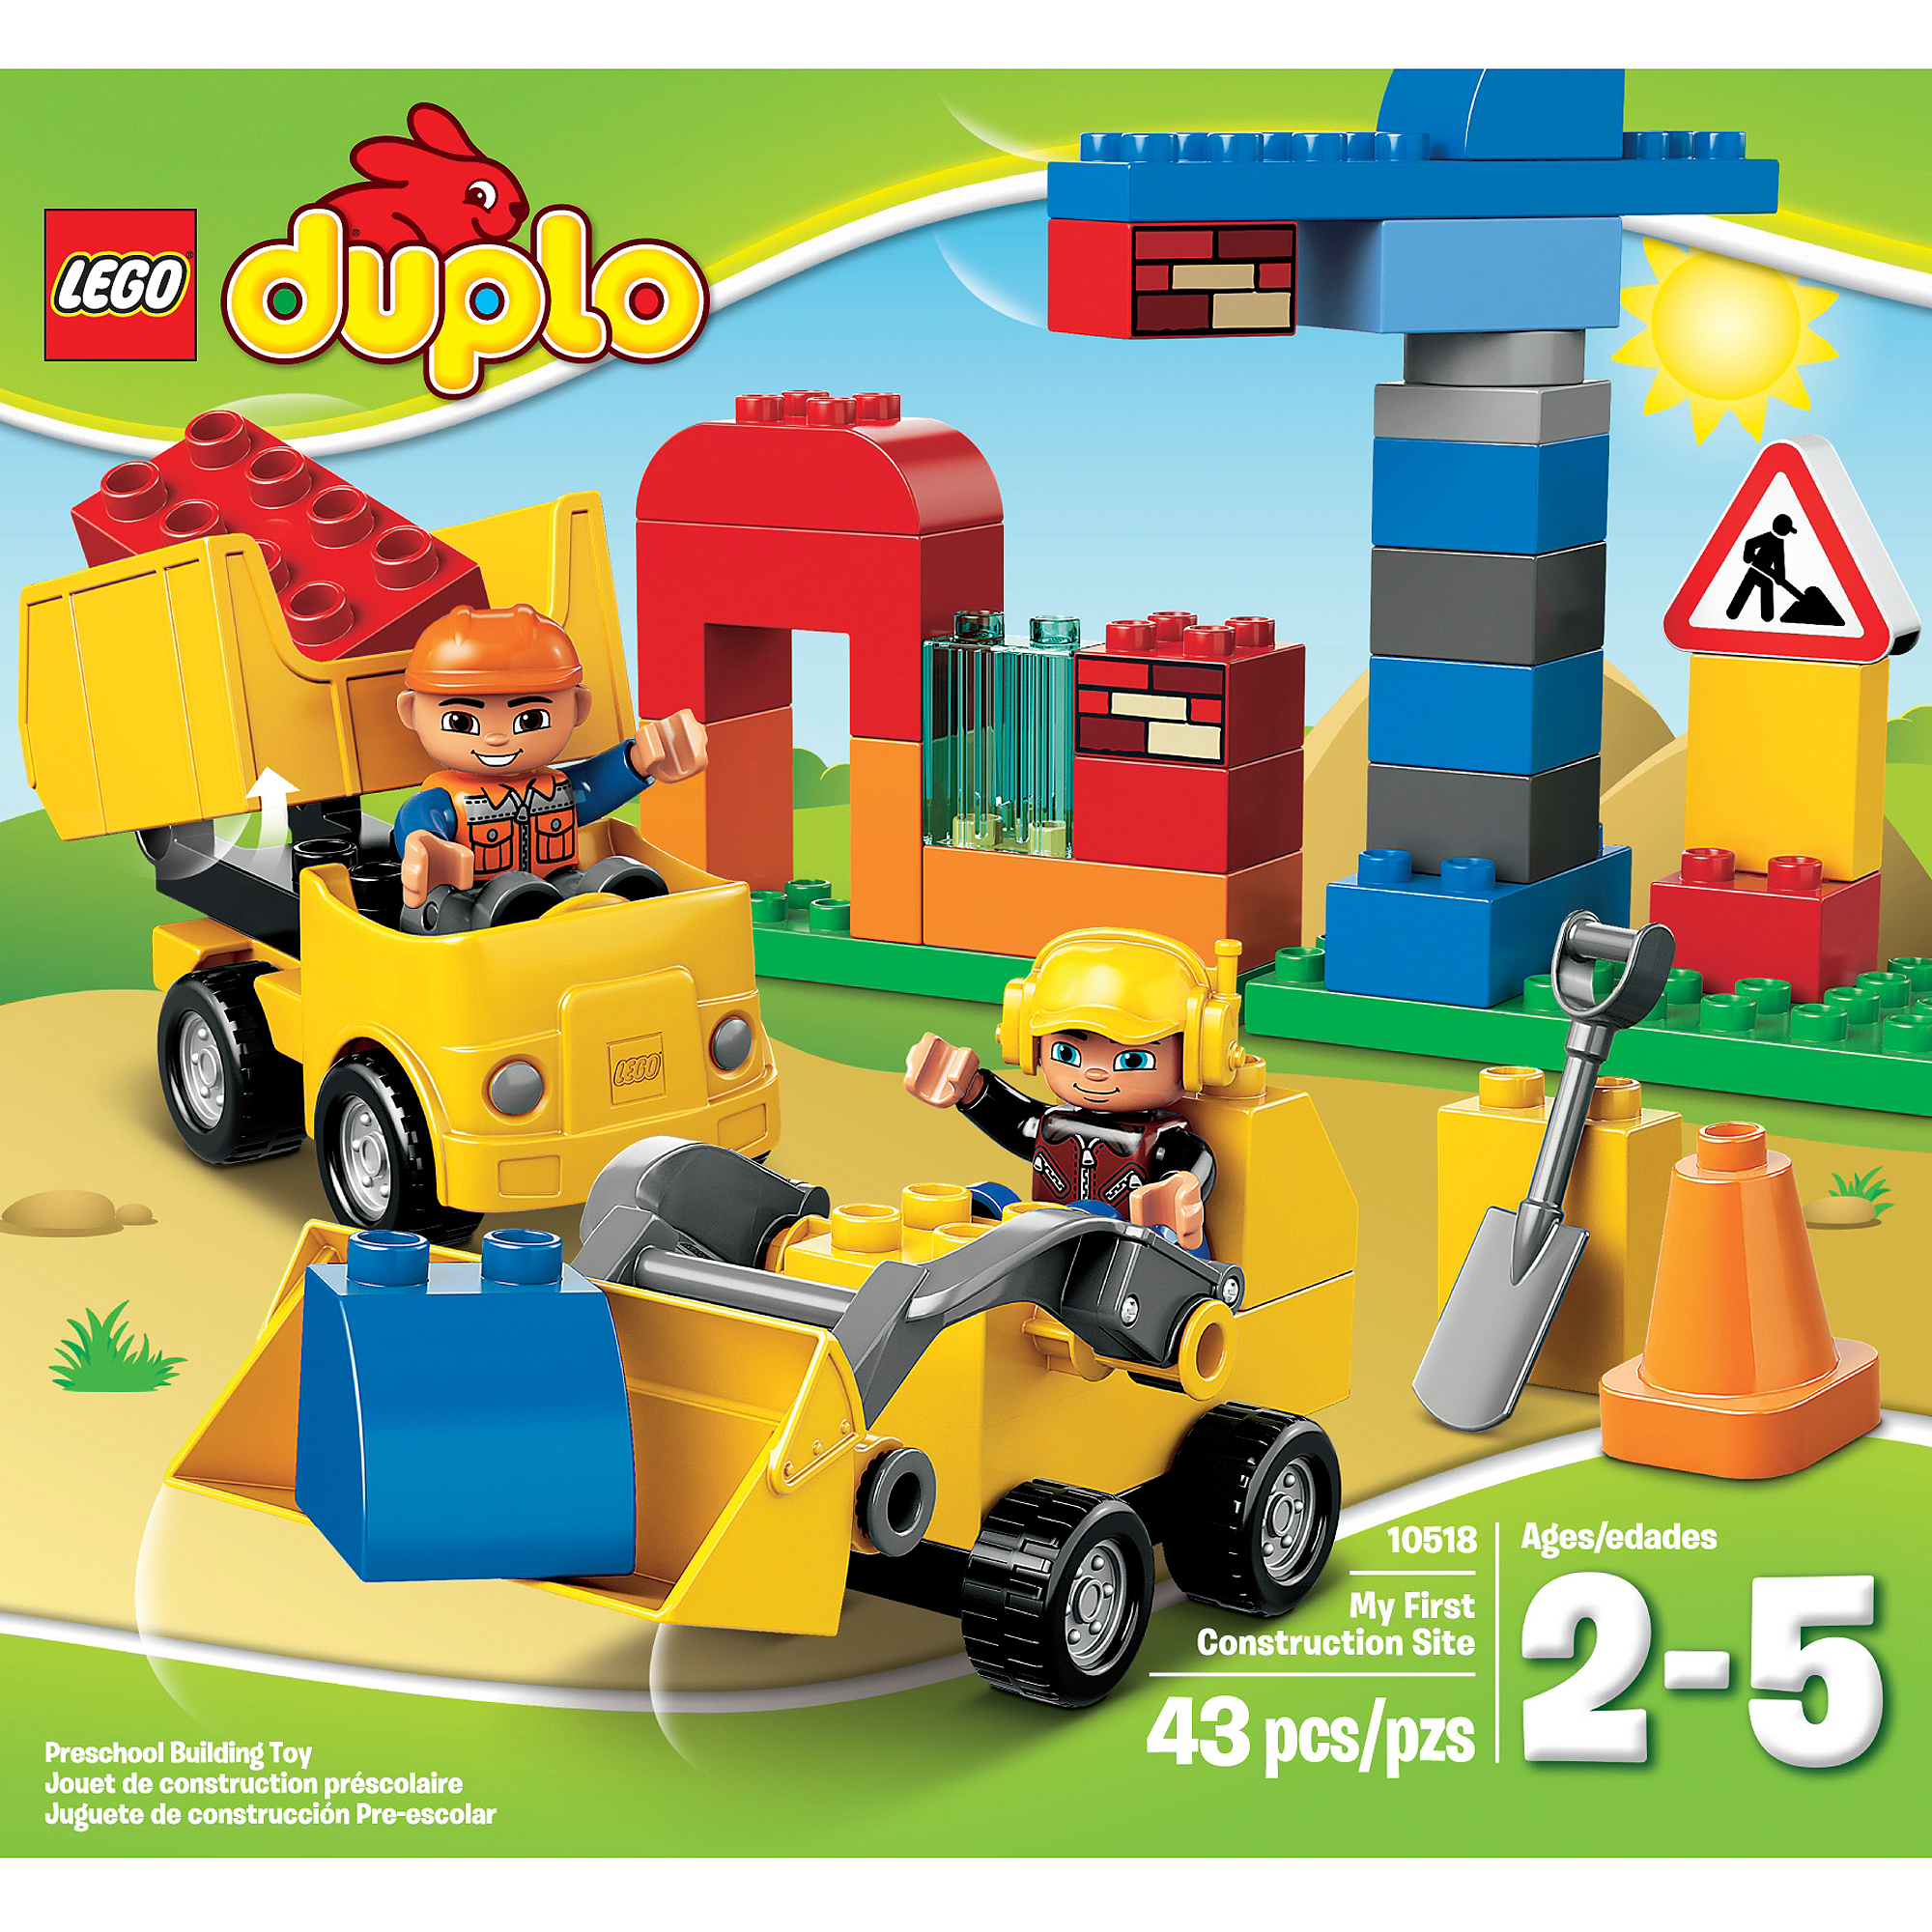 LEGO
duplo
LEGO
10518
My First
Construction Site
43 pcs/pzs
Ages/edades
2-5
Preschool Building Toy
Jouet de construction préscolaire
Juguete de construcción Pre-escolar